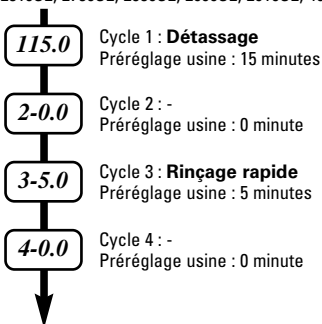 115.0
Cycle 1 : Détassage
Préréglage usine : 15 minutes
2-0.0
Cycle 2 : -
Préréglage usine : 0 minute
3-5.0
Cycle 3 : Rinçage rapide
Préréglage usine : 5 minutes
4-0.0
Cycle 4 : -
Préréglage usine : 0 minute